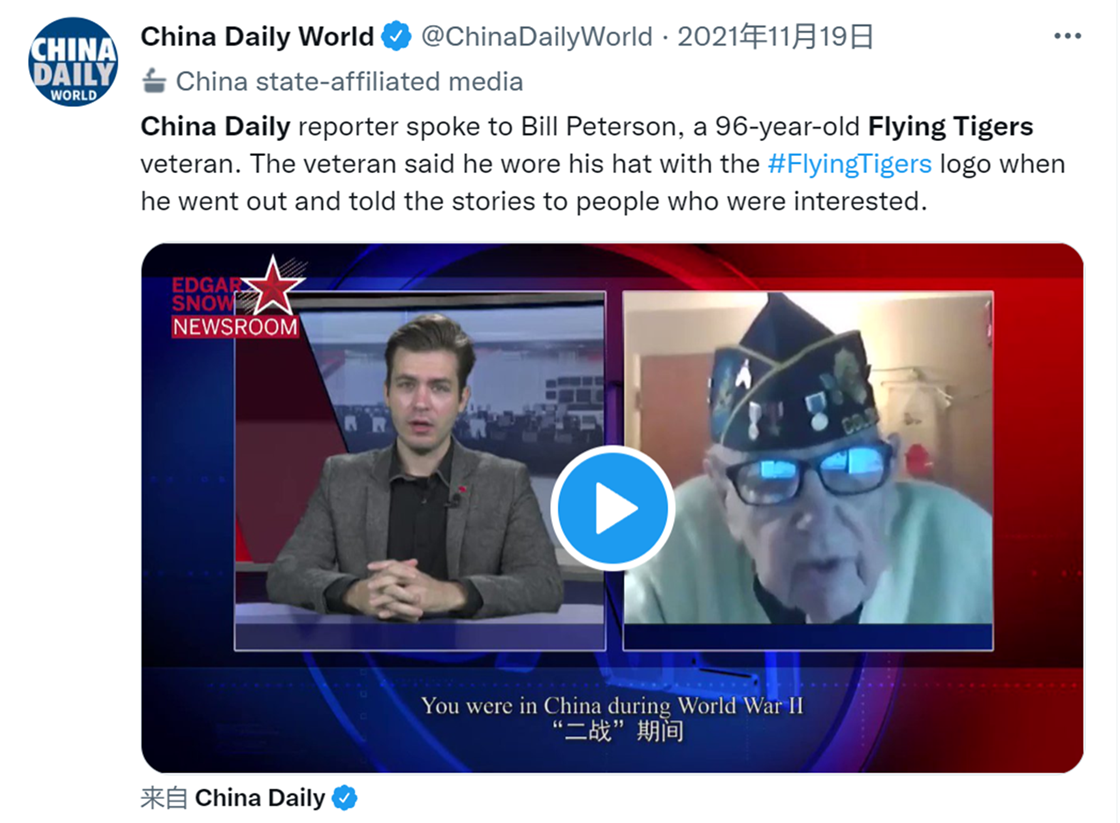 CHINA
DAILY
WORLD
China Daily World @ChinaDailyWorld · 2021年11月19日
China state-affiliated media
China Daily reporter spoke to Bill Peterson, a 96-year-old Flying Tigers
veteran. The veteran said he wore his hat with the #FlyingTigers logo when
he went out and told the stories to people who were interested.
EDGAR
SNOW
NEWSROOM
You were in China during World War II
“二战”期间
来自 China Daily